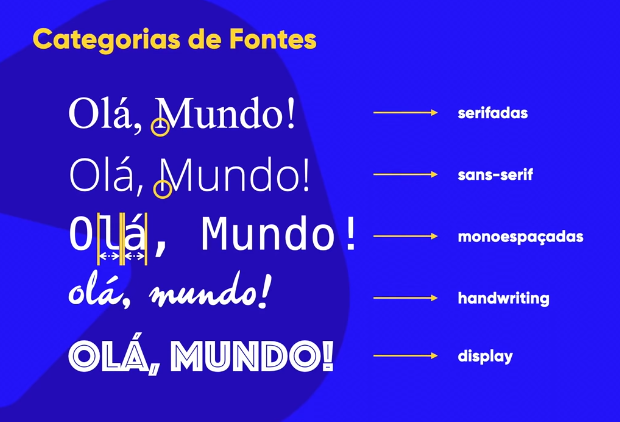 Categorias de Fontes
Olá, Mundo! serifadas
Olá, Mundo! sans-serif
Olá, Mundo! monoespaçadas
olá, mundo! handwriting
OLÁ, MUNDO! display